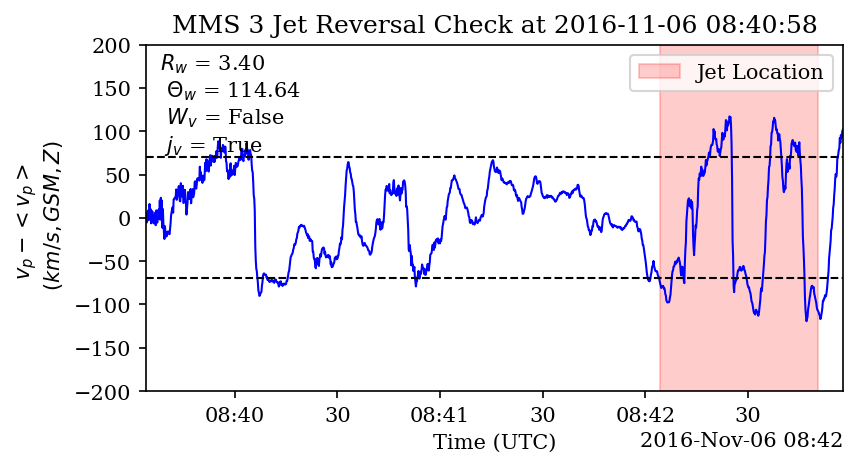 MMS 3 Jet Reversal Check at 2016-11-06 08:40:58
R_w = 3.40
Θ_w = 114.64
W_v = False
j_v = True
Jet Location
v_p − < v_p >
(km/s, GSM, Z)
200
150
100
50
0
−50
−100
−150
−200
08:40 30 08:41 30 08:42 30
Time (UTC)
2016-Nov-06 08:42